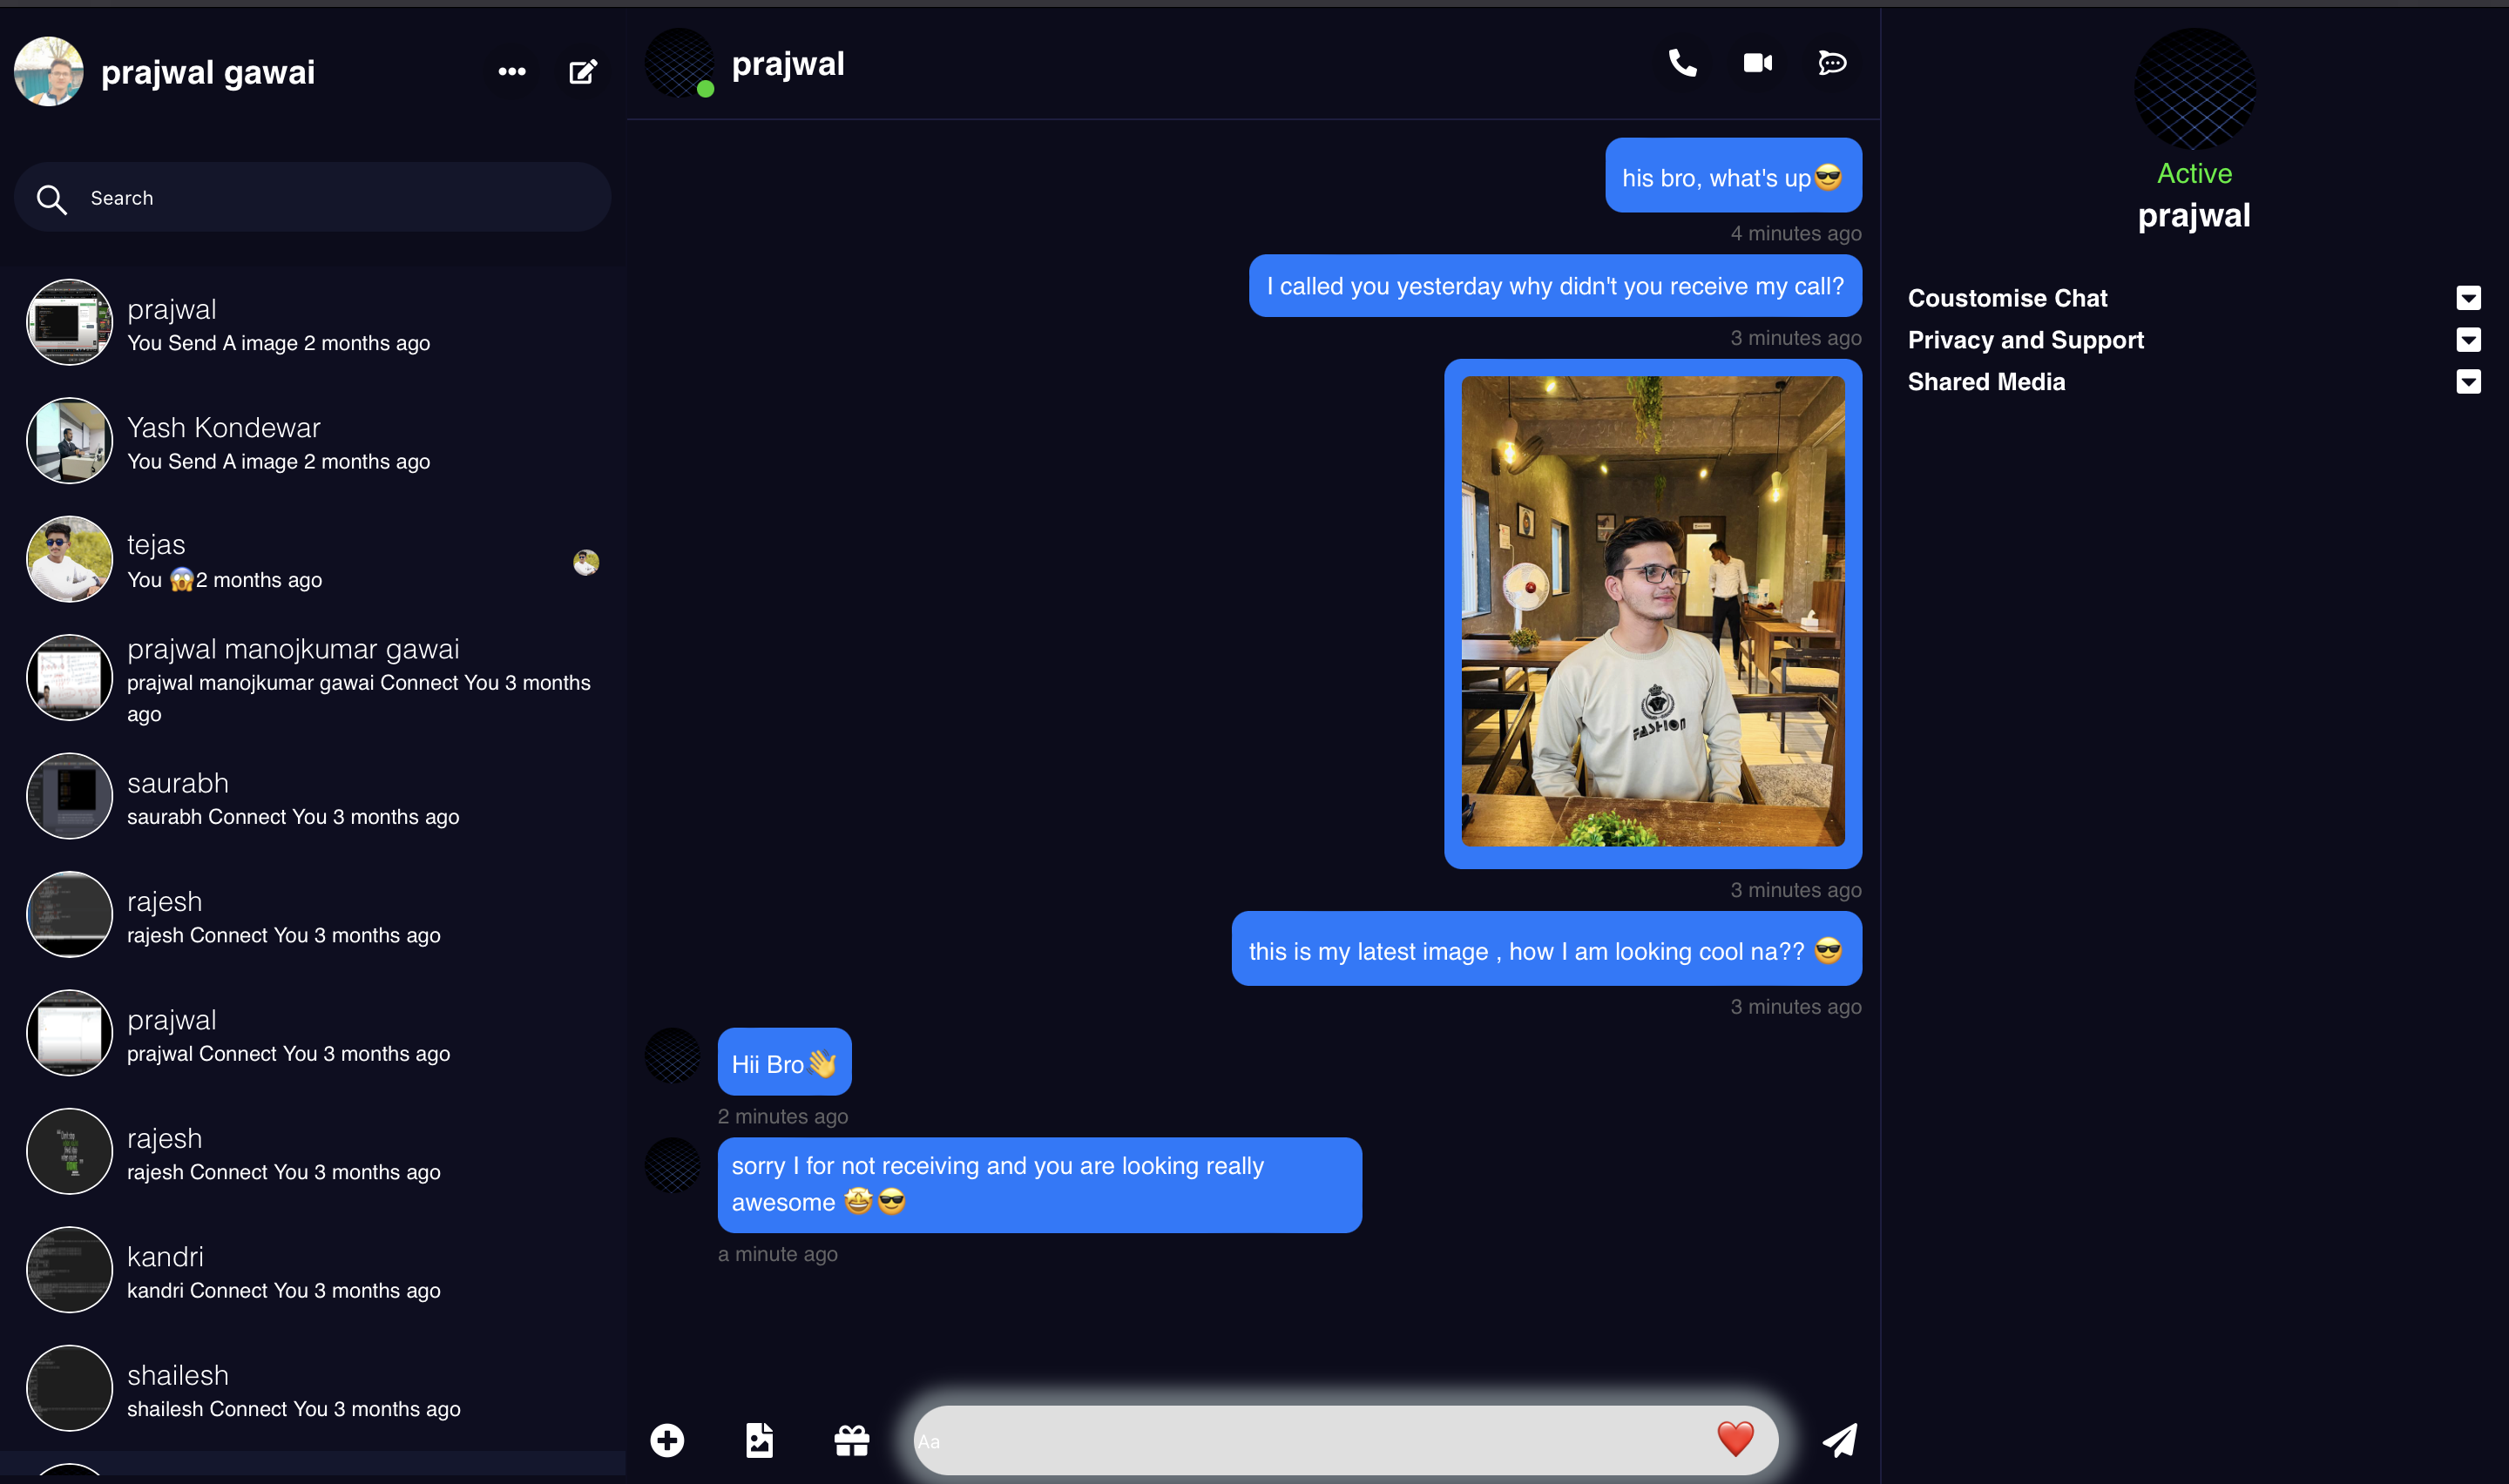 prajwal gawai
Search
prajwal
You Send A image 2 months ago
Yash Kondewar
You Send A image 2 months ago
tejas
You 😱2 months ago
prajwal manojkumar gawai
prajwal manojkumar gawai Connect You 3 months
ago
saurabh
saurabh Connect You 3 months ago
rajesh
rajesh Connect You 3 months ago
prajwal
prajwal Connect You 3 months ago
rajesh
rajesh Connect You 3 months ago
kandri
kandri Connect You 3 months ago
shailesh
shailesh Connect You 3 months ago
prajwal
his bro, what's up😎
4 minutes ago
I called you yesterday why didn't you receive my call?
3 minutes ago
FASHION
3 minutes ago
this is my latest image , how I am looking cool na?? 😎
3 minutes ago
Hii Bro👋
2 minutes ago
sorry I for not receiving and you are looking really
awesome 🤩😎
a minute ago
Aa
Active
prajwal
Coustomise Chat
Privacy and Support
Shared Media